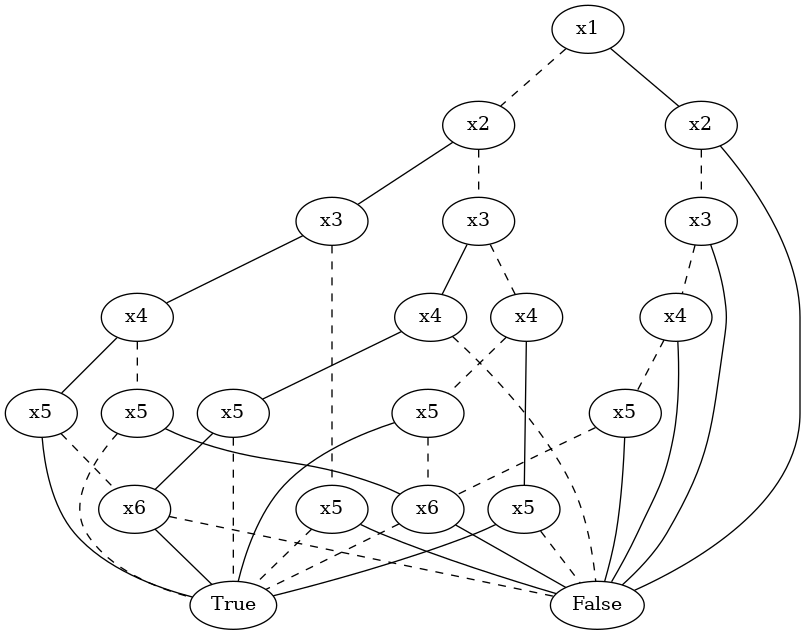 x1
x2 x2
x3 x3 x3
x4 x4 x4 x4
x5 x5 x5 x5 x5
x6 x5 x6 x5
True False